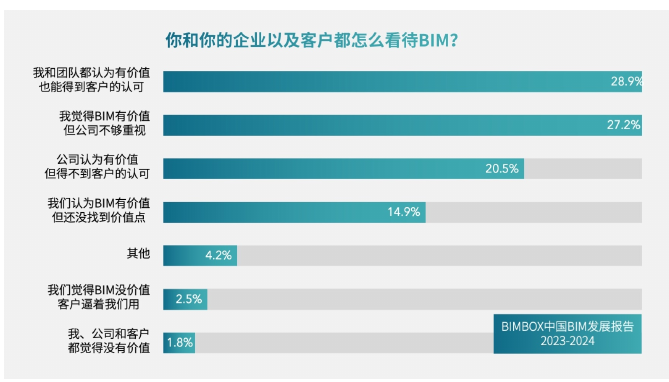 你和你的企业以及客户都怎么看待BIM?
我和团队都认为有价值
也能得到客户的认可
28.9%
我觉得BIM有价值
但公司不够重视
27.2%
公司认为有价值
但得不到客户的认可
20.5%
我们认为BIM有价值
但还没找到价值点
14.9%
其他
4.2%
我们觉得BIM没价值
客户逼着我们用
2.5%
我、公司和客户
都觉得没有价值
1.8%
BIMBOX中国BIM发展报告
2023-2024